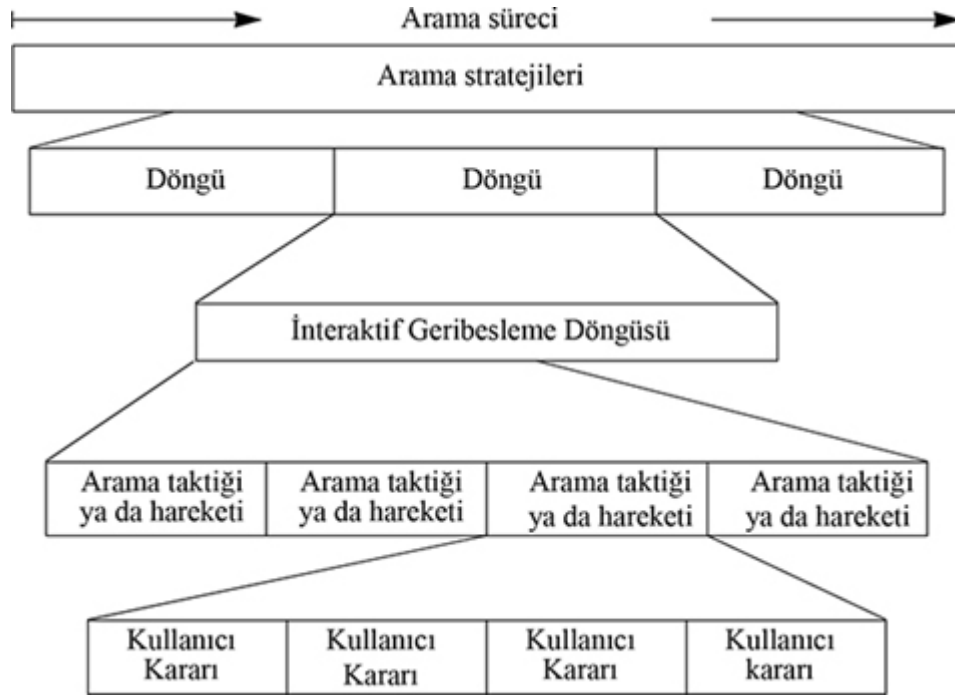 Arama süreci
Arama stratejileri
Döngü Döngü Döngü
İnteraktif Geribesleme Döngüsü
Arama taktiği Arama taktiği Arama taktiği Arama taktiği
ya da hareketi ya da hareketi ya da hareketi ya da hareketi
Kullanıcı Kullanıcı Kullanıcı Kullanıcı
Kararı Kararı Kararı kararı